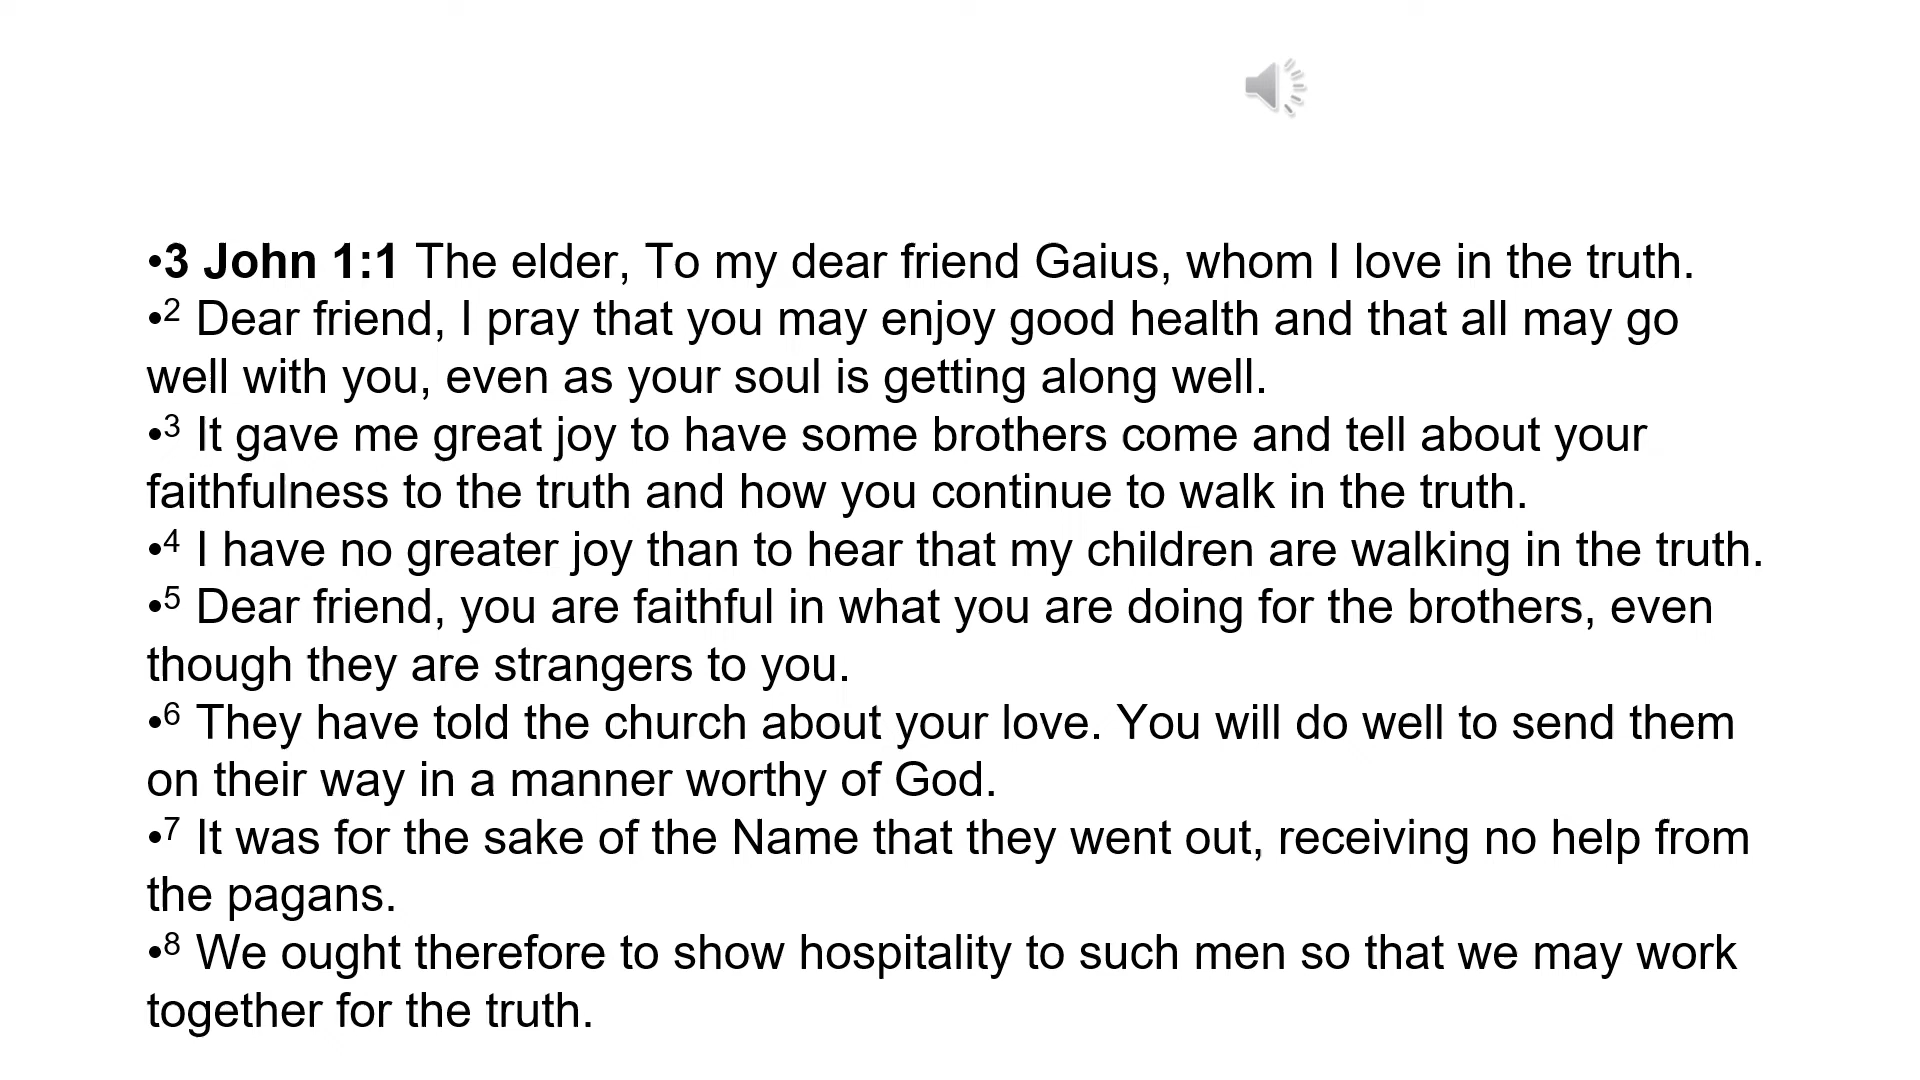 •3 John 1:1 The elder, To my dear friend Gaius, whom I love in the truth.
•2 Dear friend, I pray that you may enjoy good health and that all may go
well with you, even as your soul is getting along well.
•3 It gave me great joy to have some brothers come and tell about your
faithfulness to the truth and how you continue to walk in the truth.
•4 I have no greater joy than to hear that my children are walking in the truth.
•5 Dear friend, you are faithful in what you are doing for the brothers, even
though they are strangers to you.
•6 They have told the church about your love. You will do well to send them
on their way in a manner worthy of God.
•7 It was for the sake of the Name that they went out, receiving no help from
the pagans.
•8 We ought therefore to show hospitality to such men so that we may work
together for the truth.